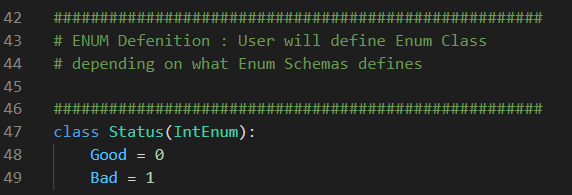 42 #####################################################
43 # ENUM Defenition : User will define Enum Class
44 # depending on what Enum Schemas defines
45
46 #####################################################
47 class Status(IntEnum):
48     Good = 0
49     Bad = 1